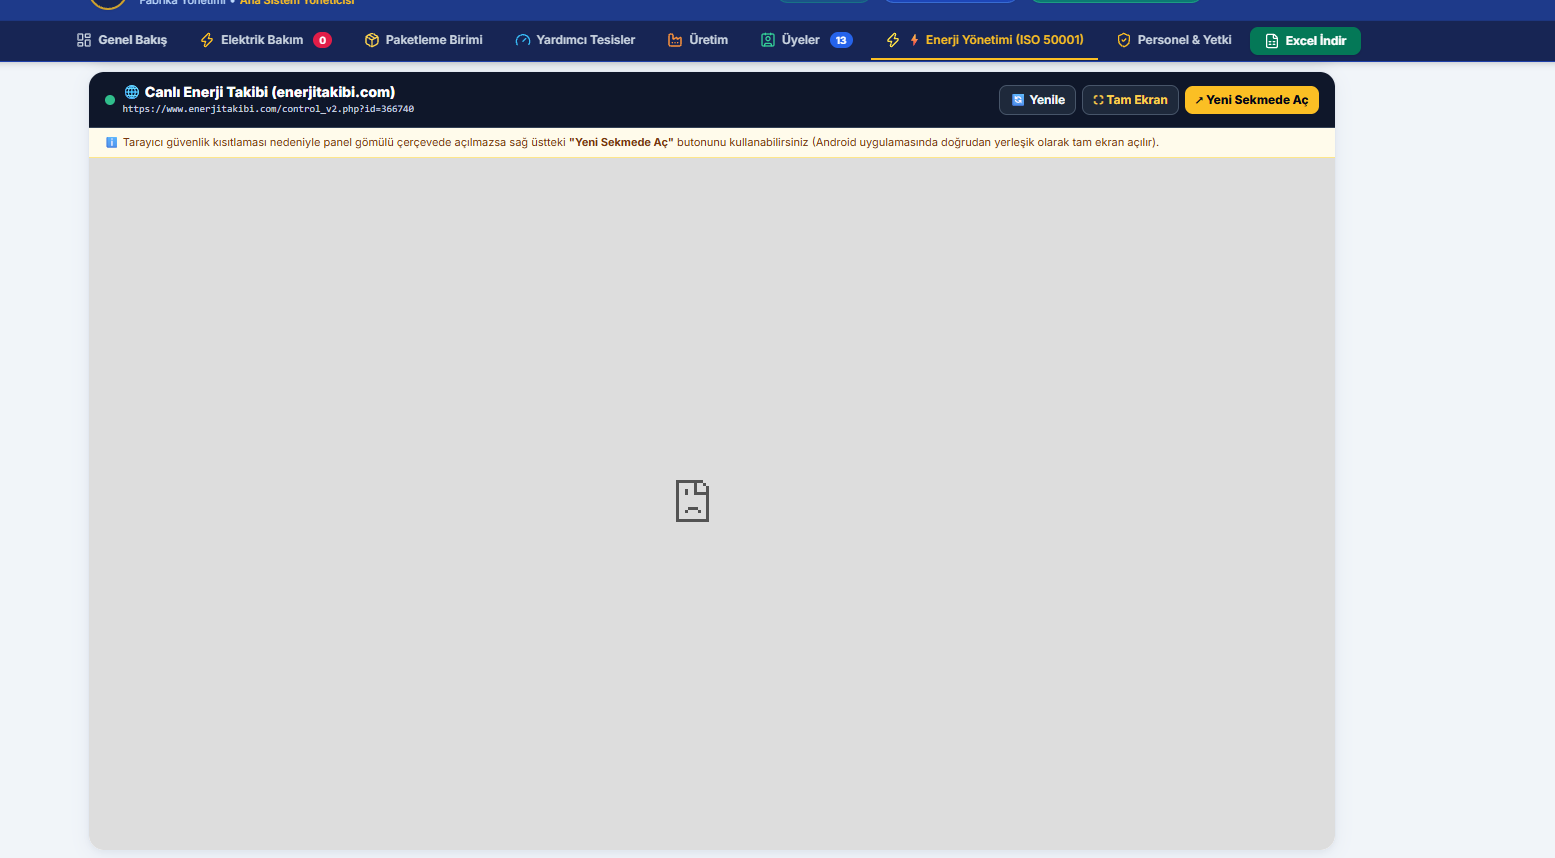 Fabrika Yönetimi • Ana Sistem Yöneticisi
Genel Bakış
Elektrik Bakım 0
Paketleme Birimi
Yardımcı Tesisler
Üretim
Üyeler 13
Enerji Yönetimi (ISO 50001)
Personel & Yetki
Excel İndir
Canlı Enerji Takibi (enerjitakibi.com)
https://www.enerjitakibi.com/control_v2.php?id=366740
Yenile
Tam Ekran
Yeni Sekmede Aç
Tarayıcı güvenlik kısıtlaması nedeniyle panel gömülü çerçevede açılmazsa sağ üstteki "Yeni Sekmede Aç" butonunu kullanabilirsiniz (Android uygulamasında doğrudan yerleşik olarak tam ekran açılır).